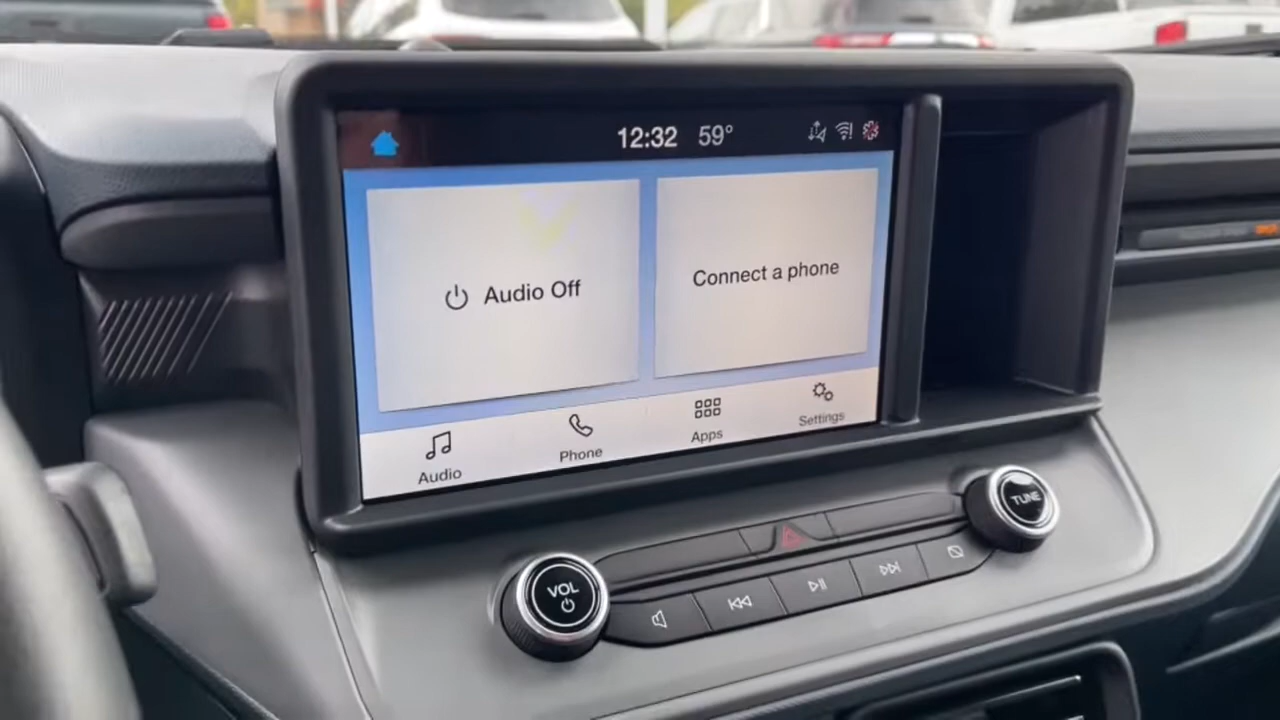 12:32 59°
Audio Off
Connect a phone
Audio
Phone
Apps
Settings
VOL
TUNE